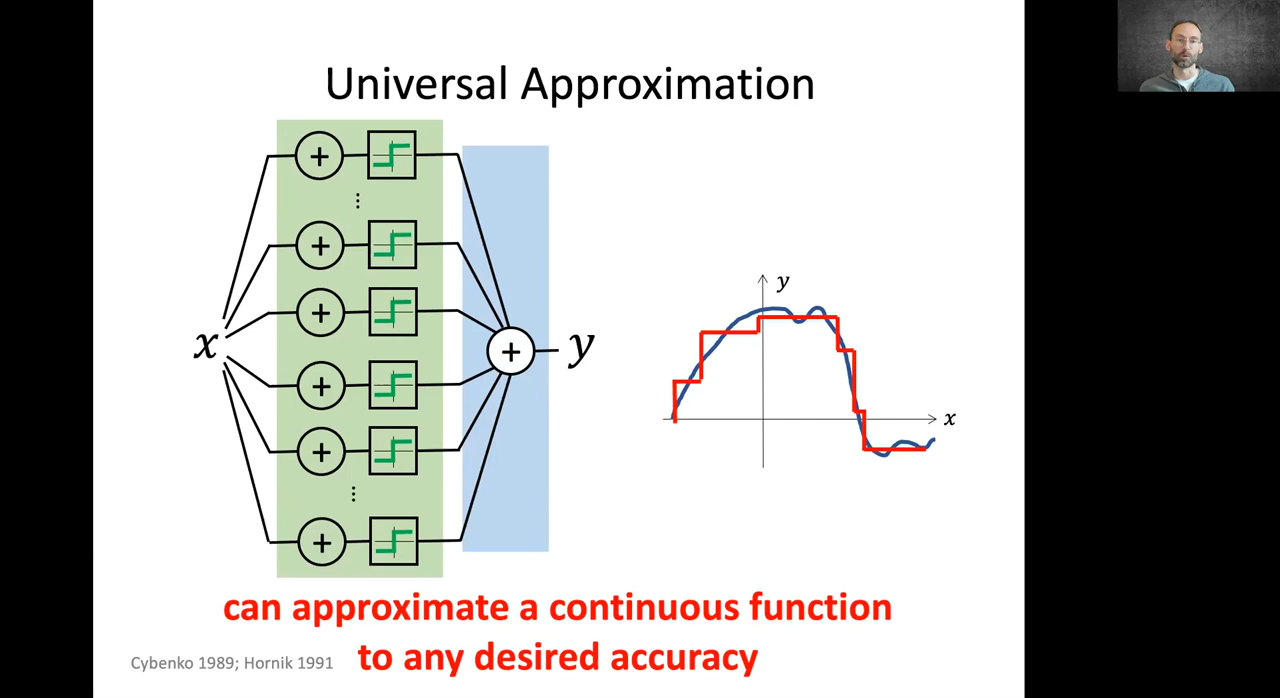 Universal Approximation
+
+
+
x
+
+
+
+
y
y
x
can approximate a continuous function
to any desired accuracy
Cybenko 1989; Hornik 1991